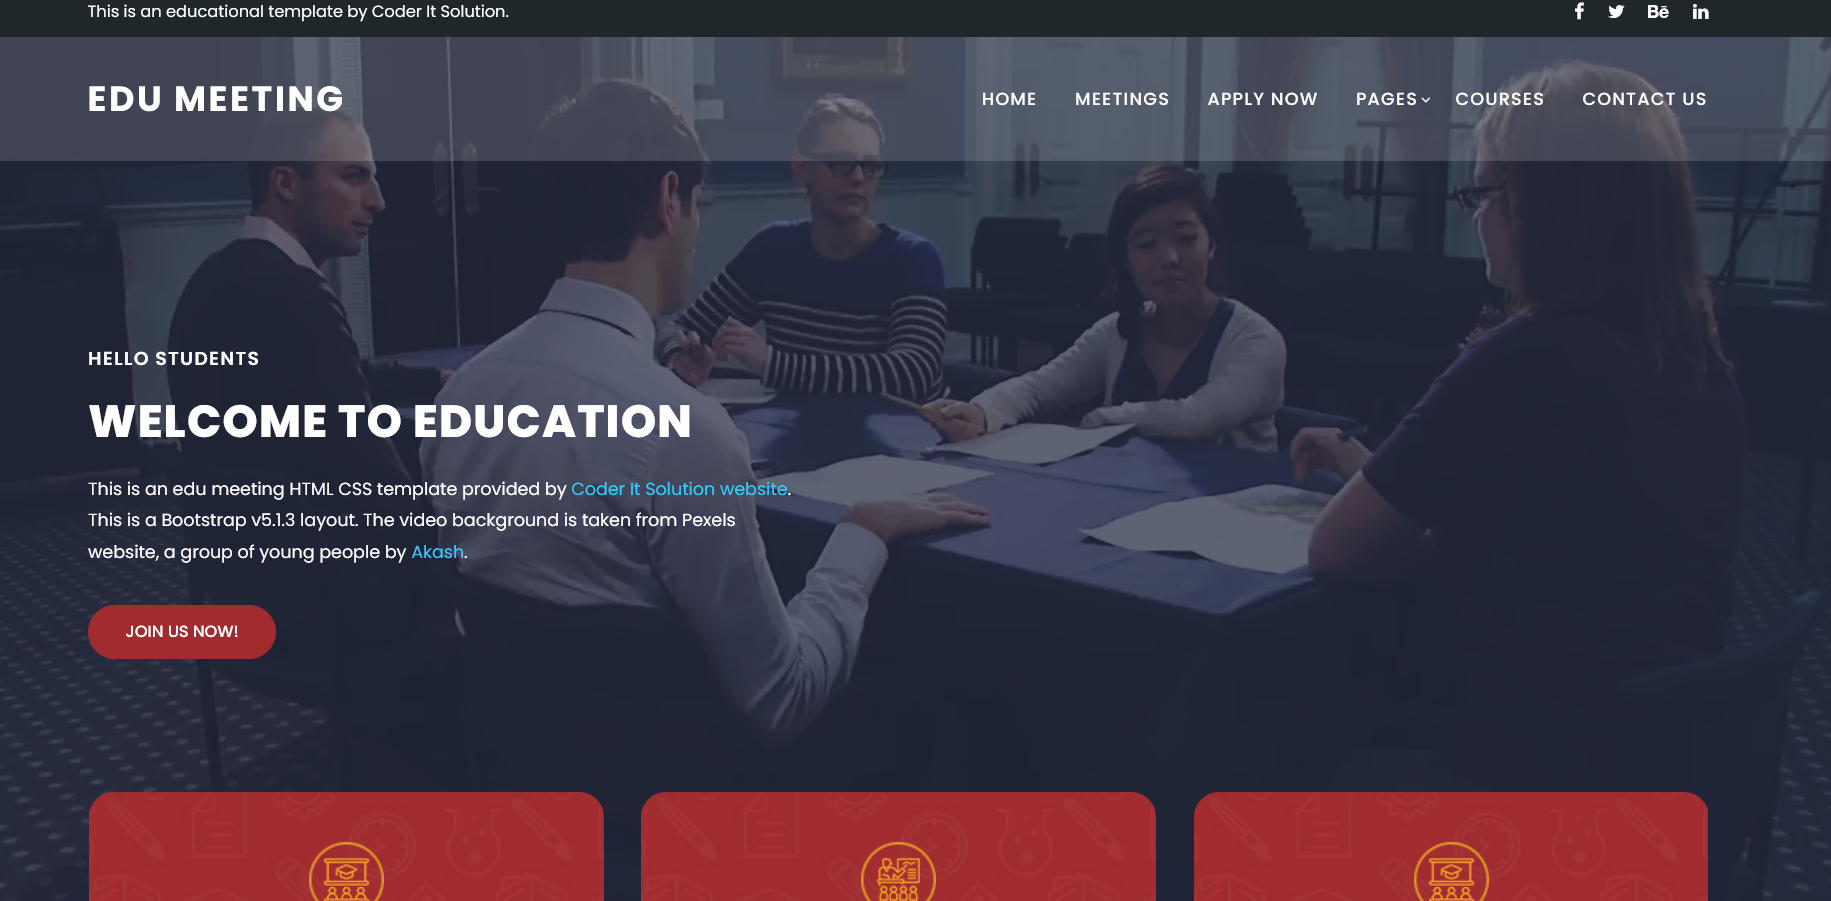 This is an educational template by Coder It Solution.
EDU MEETING
HOME MEETINGS APPLY NOW PAGES COURSES CONTACT US
HELLO STUDENTS
WELCOME TO EDUCATION
This is an edu meeting HTML CSS template provided by Coder It Solution website.
This is a Bootstrap v5.1.3 layout. The video background is taken from Pexels
website, a group of young people by Akash.
JOIN US NOW!